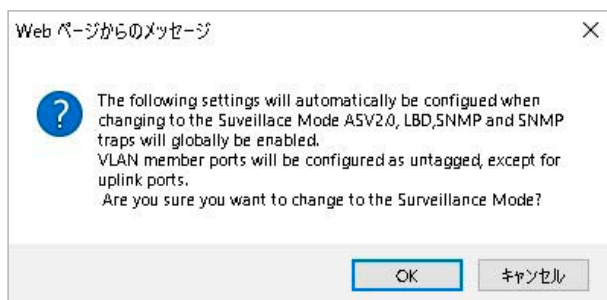 Web ページからのメッセージ
The following settings will automatically be configued when
changing to the Suveillace Mode ASV2.0, LBD,SNMP and SNMP
traps will globally be enabled.
VLAN member ports will be configured as untagged, except for
uplink ports.
Are you sure you want to change to the Surveillance Mode?
OK
キャンセル